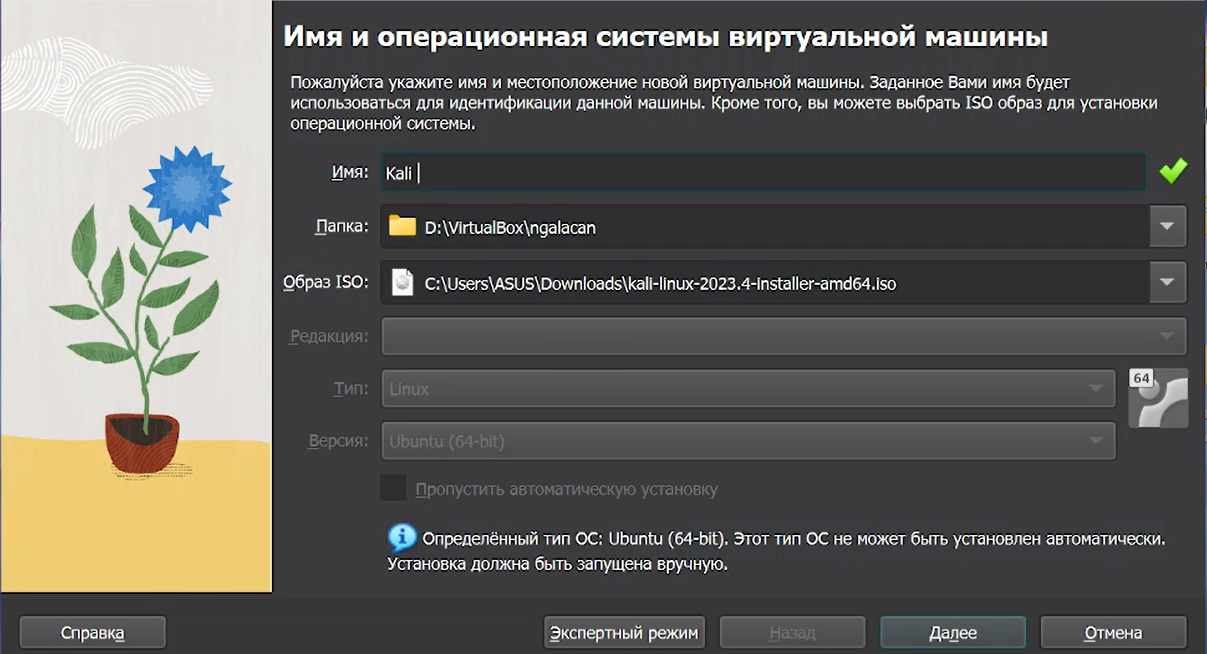 Имя и операционная системы виртуальной машины
Пожалуйста укажите имя и местоположение новой виртуальной машины. Заданное Вами имя будет
использоваться для идентификации данной машины. Кроме того, вы можете выбрать ISO образ для установки
операционной системы.
Имя: Kali
Папка: D:\VirtualBox\ngalacan
Образ ISO: C:\Users\ASUS\Downloads\kali-linux-2023.4-installer-amd64.iso
Редакция:
Тип: Linux
64
Версия: Ubuntu (64-bit)
Пропустить автоматическую установку
Определённый тип ОС: Ubuntu (64-bit). Этот тип ОС не может быть установлен автоматически.
Установка должна быть запущена вручную.
Справка Экспертный режим Назад Далее Отмена